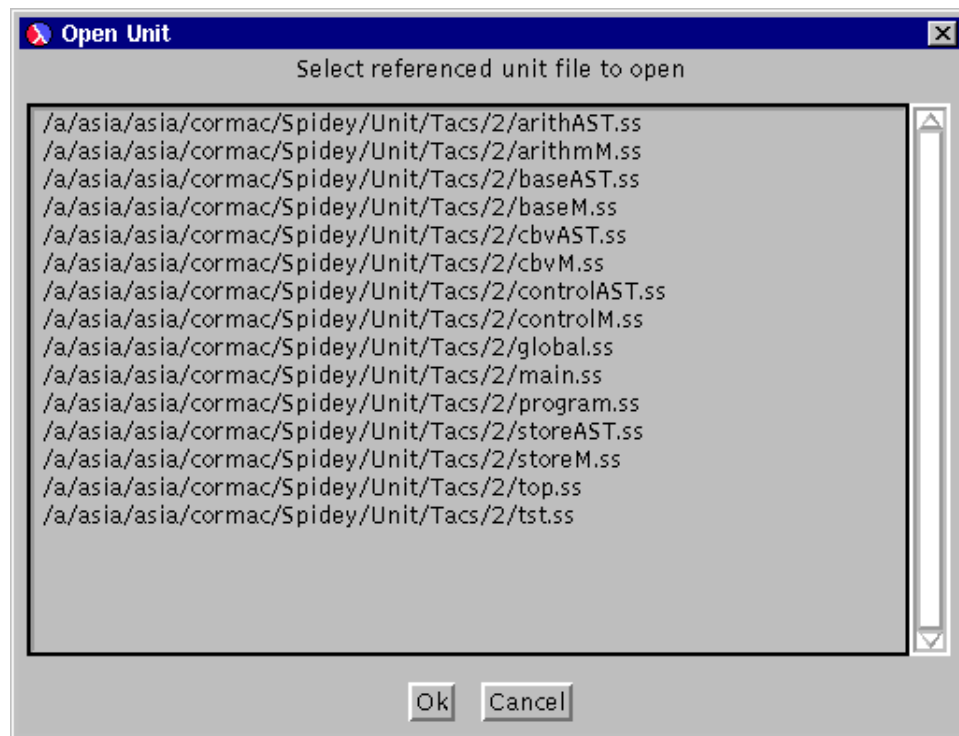 Open Unit
Select referenced unit file to open
/a/asia/asia/cormac/Spidey/Unit/Tacs/2/arithAST.ss
/a/asia/asia/cormac/Spidey/Unit/Tacs/2/arithmM.ss
/a/asia/asia/cormac/Spidey/Unit/Tacs/2/baseAST.ss
/a/asia/asia/cormac/Spidey/Unit/Tacs/2/baseM.ss
/a/asia/asia/cormac/Spidey/Unit/Tacs/2/cbvAST.ss
/a/asia/asia/cormac/Spidey/Unit/Tacs/2/cbvM.ss
/a/asia/asia/cormac/Spidey/Unit/Tacs/2/controlAST.ss
/a/asia/asia/cormac/Spidey/Unit/Tacs/2/controlM.ss
/a/asia/asia/cormac/Spidey/Unit/Tacs/2/global.ss
/a/asia/asia/cormac/Spidey/Unit/Tacs/2/main.ss
/a/asia/asia/cormac/Spidey/Unit/Tacs/2/program.ss
/a/asia/asia/cormac/Spidey/Unit/Tacs/2/storeAST.ss
/a/asia/asia/cormac/Spidey/Unit/Tacs/2/storeM.ss
/a/asia/asia/cormac/Spidey/Unit/Tacs/2/top.ss
/a/asia/asia/cormac/Spidey/Unit/Tacs/2/tst.ss
Ok Cancel